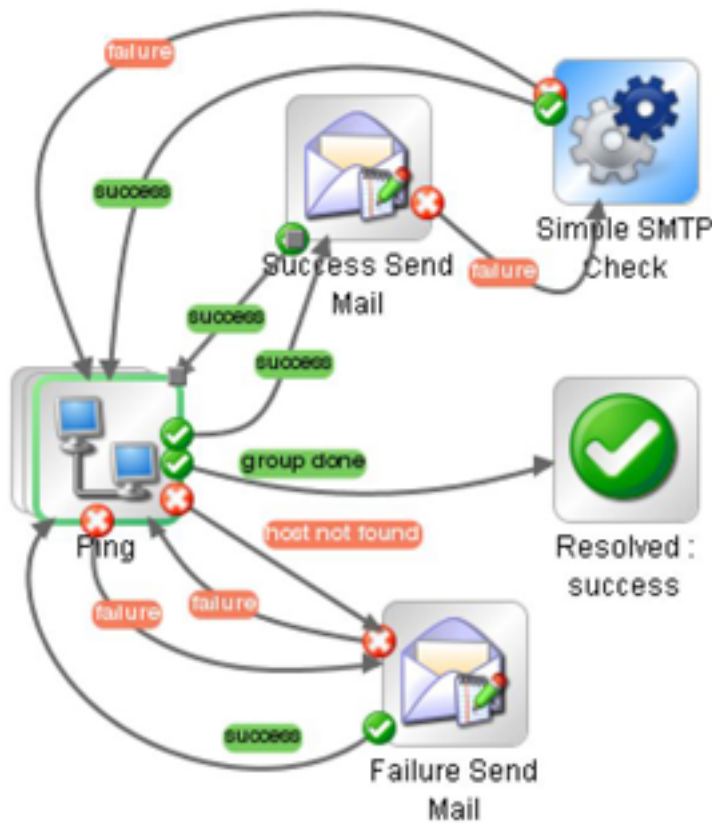 failure
success
Simple SMTP
Check
Success Send
Mail
failure
success
success
group done
Resolved :
success
host not found
Ping
failure
failure
success
Failure Send
Mail